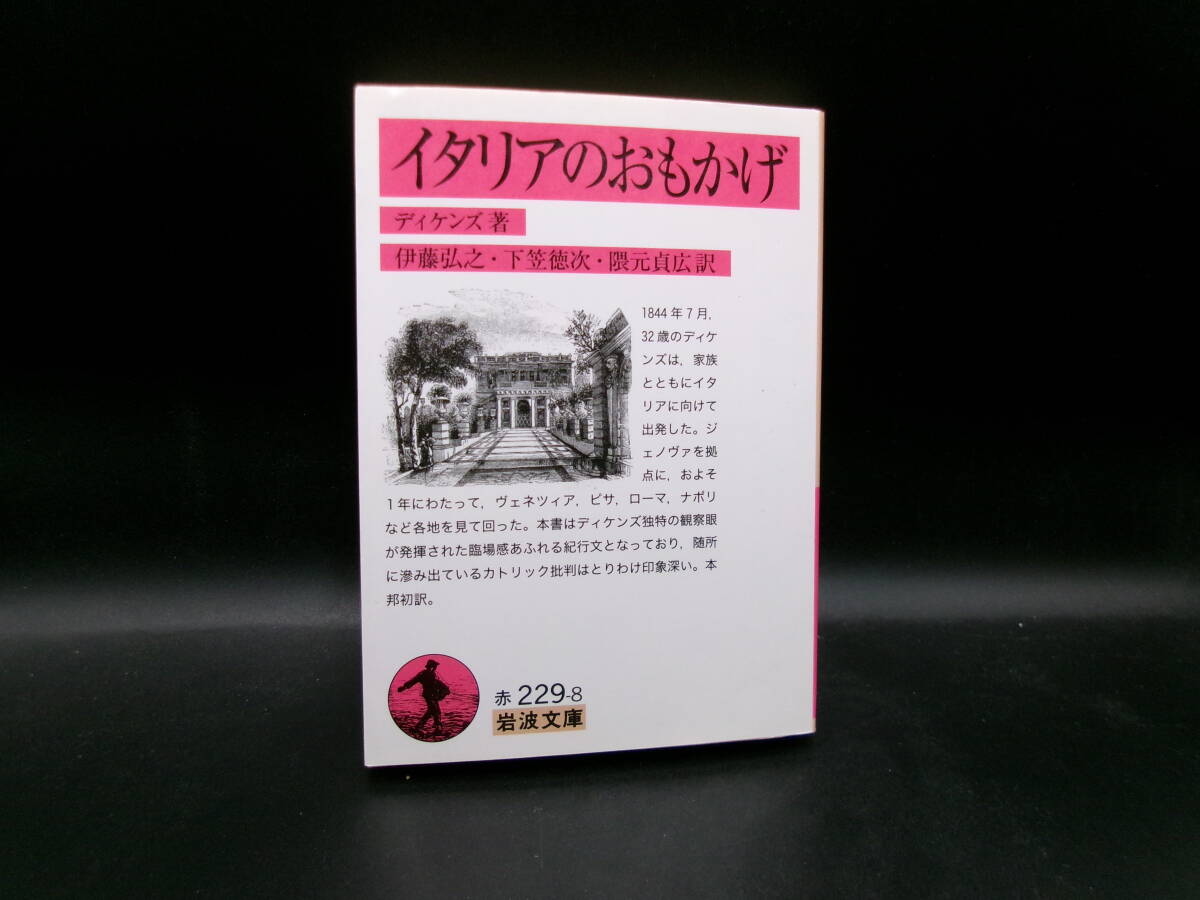 イタリアのおもかげ
ディケンズ著
伊藤弘之・下笠徳次・隈元貞広訳
1844年7月,
32歳のディケ
ンズは, 家族
とともにイタ
リアに向けて
出発した。ジ
ェノヴァを拠
点に, およそ
1年にわたって, ヴェネツィア, ピサ, ローマ, ナポリ
など各地を見て回った。本書はディケンズ独特の観察眼
が発揮された臨場感あふれる紀行文となっており, 随所
に滲み出ているカトリック批判はとりわけ印象深い。本
邦初訳。
赤 229-8
岩波文庫